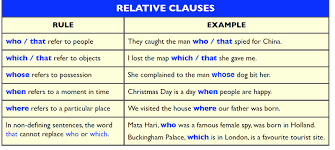 RELATIVE CLAUSES
RULE EXAMPLE
who / that refer to people They caught the man who / that spied for China.
which / that refer to objects I lost the map which / that she gave me.
whose refers to possession She complained to the man whose dog bit her.
when refers to a moment in time Christmas Day is a day when people are happy.
where refers to a particular place We visited the house where our father was born.
In non-defining sentences, the word Mata Hari, who was a famous female spy, was born in Holland.
that cannot replace who or which. Buckingham Palace, which is in London, is a favourite tourist site.